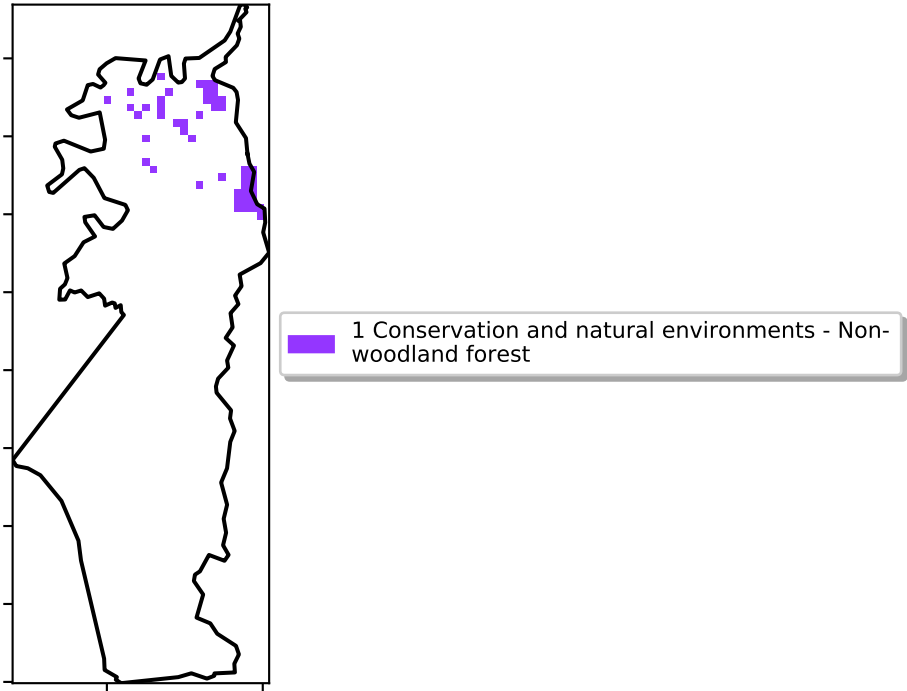 1 Conservation and natural environments - Non-
woodland forest